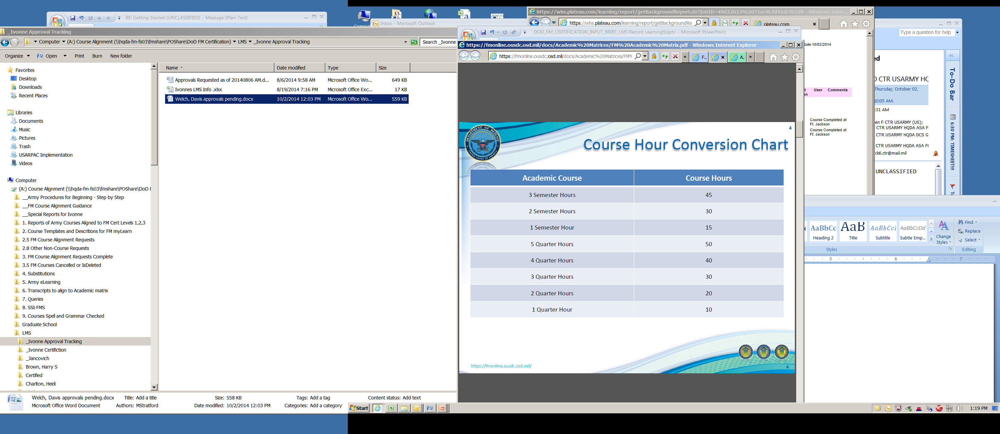 RE: Getting Started (UNCLASSIFIED) - Message (Plain Text)
_Ivonne Approval Tracking
Computer (A:) Course Alignment (\\hqda-fm-fs03\fmshare\POShare\DoD FM Certification) LMS _Ivonne Approval Tracking
Search _Ivonne
Organize Open Print Burn New folder
Favorites
Desktop
Downloads
Recent Places
Libraries
Documents
Music
Pictures
Trash
USARPAC Implementation
Videos
Computer
(A:) Course Alignment (\\hqda-fm-fs03\fmshare\POShare\DoD F
__Army Procedures for Beginning - Step by Step
__FM Course Alignment Guidance
__Special Reports for Ivonne
1. Reports of Army Courses Aligned to FM Cert Levels 1,2,3
2. Course Templates and Descritions for FM myLearn
2.5 FM Course Alignment Requests
2.8 Other Non-Course Requests
3. FM Course Alignment Requests Complete
3.5 FM Courses Cancelled or IsDeleted
4. Substitutions
5. Army eLearning
6. Transcripts to align to Academic matrix
7. Queries
8. SSI-FMS
9. Courses Spell and Grammar Checked
Graduate School
LMS
_Ivonne Approval Tracking
_Ivonne Certifiction
_Jancovich
Brown, Harry S
Certified
Charlton, Heidi
Name Date modified Type Size
Approvals Requested as of 20140806 AM.d... 8/6/2014 9:58 AM Microsoft Office Wo... 649 KB
Ivonnes LMS Info .xlsx 8/19/2014 7:16 PM Microsoft Office Exc... 17 KB
Welch, Davis approvals pending.docx 10/2/2014 12:03 PM Microsoft Office Wo... 559 KB
Welch, Davis approvals pending.docx Title: Add a title Size: 558 KB Tags: Add a tag Content status: Add text
Microsoft Office Word Document Authors: MStratford Date modified: 10/2/2014 12:03 PM Categories: Add a category
Inbox - Microsoft Outlook
https://whs.plateau.com/learning/report/getBackgroundReport.do?jobID=49d22b22%2d71ac%2d41dc%2d9 - Windows Inter...
https://whs.plateau.com/learning/report/getBackgroundRe
plateau.com
DOD_FM_CERTIFICATION_INPUT_BRIEF_LMS Record Learning9.pptx - Microsoft PowerPoint
https://fmonline.ousdc.osd.mil/docs/Academic%20Matrices/FM%20Academic%20Matrix.pdf - Windows Internet Explorer
https://fmonline.ousdc.osd.mil/docs/Academic%20Matrices/FM%
F..
A.
DEPARTMENT OF DEFENSE
UNITED STATES OF AMERICA
4
Course Hour Conversion Chart
Academic Course Course Hours
3 Semester Hours 45
2 Semester Hours 30
1 Semester Hour 15
5 Quarter Hours 50
4 Quarter Hours 40
3 Quarter Hours 30
2 Quarter Hours 20
1 Quarter Hour 10
https://fmonline.ousdc.osd.mil/
4
date 10/02/2014
User Comments
Course Completed at
Ft. Jackson
Course Completed at
Ft. Jackson
Type a question for help
ed
CTR USARMY HQ
Thursday, October 02,
10:05 AM.
:31 AM
en F CTR USARMY (US);
CTR USARMY HQDA ASA F
CTR USARMY HQDA DCS G
CTR USARMY HQDA ASA FI
ck6.ctr@mail.mil
UNCLASSIFIED
To-Do Bar
6:30 PM: TIMESHEET!!!
AaBbCc AaB AaBbCcI AaBbCcDd
Heading 2 Title Subtitle Subtle Emp...
Change
Styles
Find
Replace
Select
Styles Editing
5 6 7
Start
1:19 PM